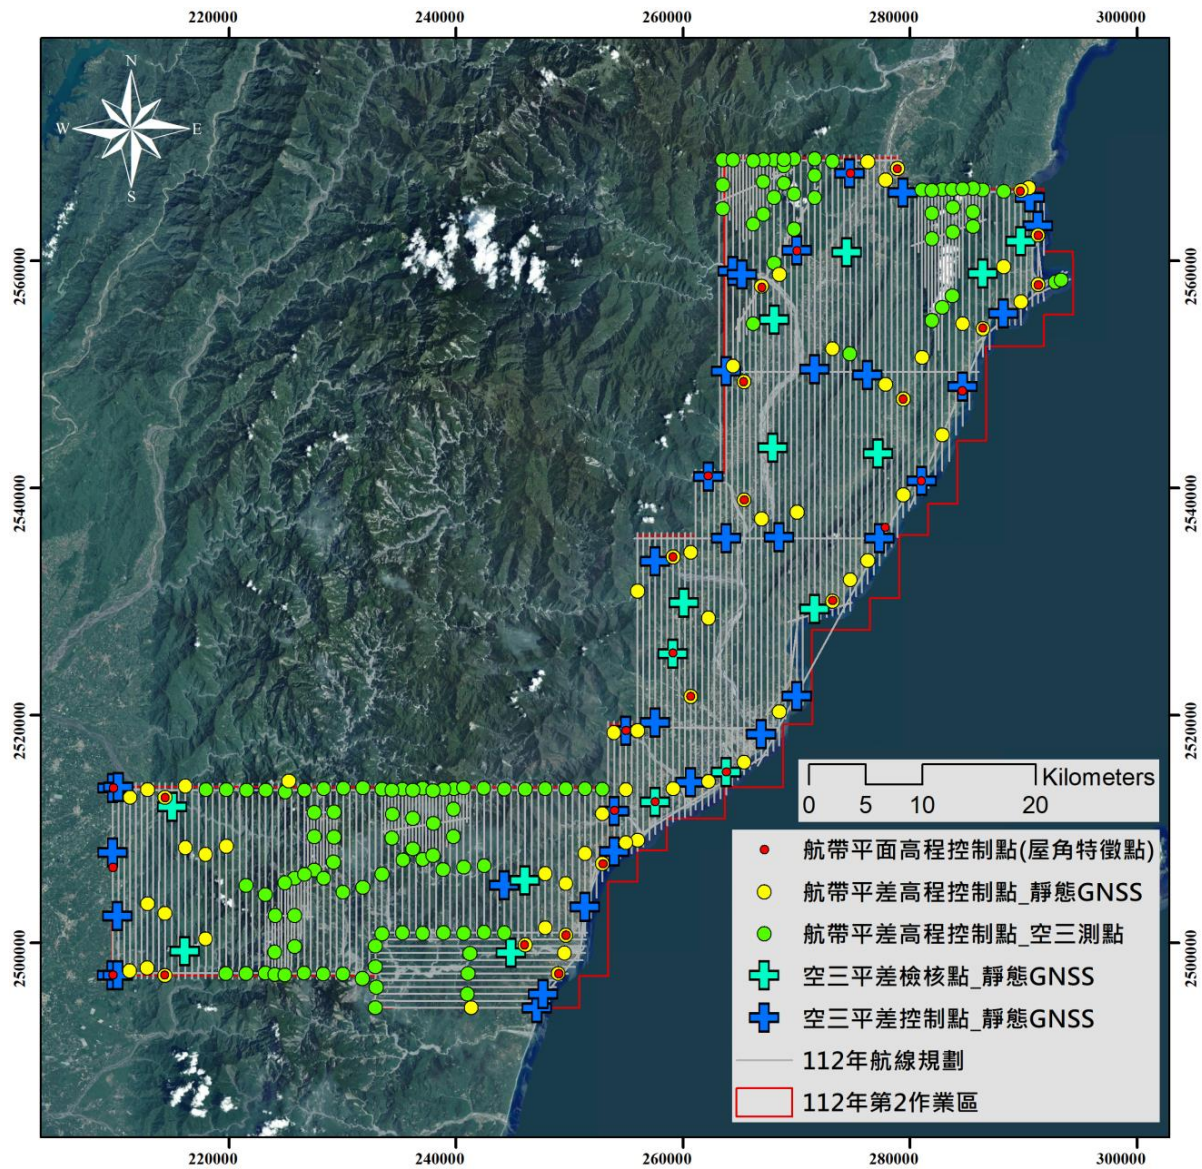 220000 240000 260000 280000 300000
N
W E
S
2560000 2560000
2540000 2540000
2520000 2520000
2500000 2500000
Kilometers
0 5 10 20
航帶平面高程控制點(屋角特徵點)
航帶平差高程控制點_靜態GNSS
航帶平差高程控制點_空三測點
空三平差檢核點_靜態GNSS
空三平差控制點_靜態GNSS
112年航線規劃
112年第2作業區
220000 240000 260000 280000 300000